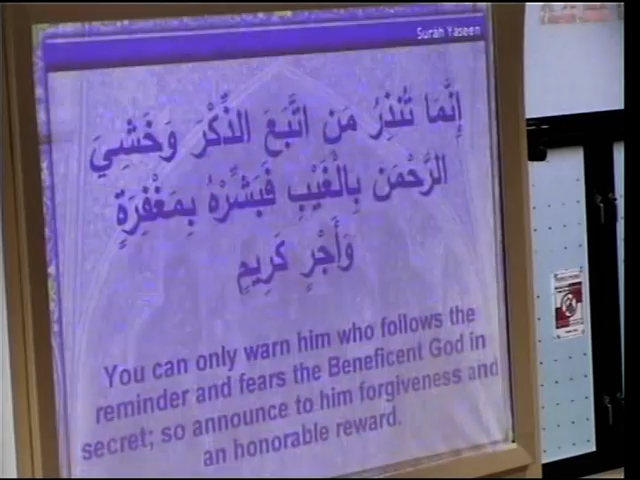 Surah Yaseen
إِنَّمَا تُنذِرُ مَنِ اتَّبَعَ الذِّكْرَ وَخَشِيَ
الرَّحْمَن بِالْغَيْبِ فَبَشِّرْهُ بِمَغْفِرَةٍ
وَأَجْرٍ كَرِيمٍ
You can only warn him who follows the
reminder and fears the Beneficent God in
secret; so announce to him forgiveness and
an honorable reward.